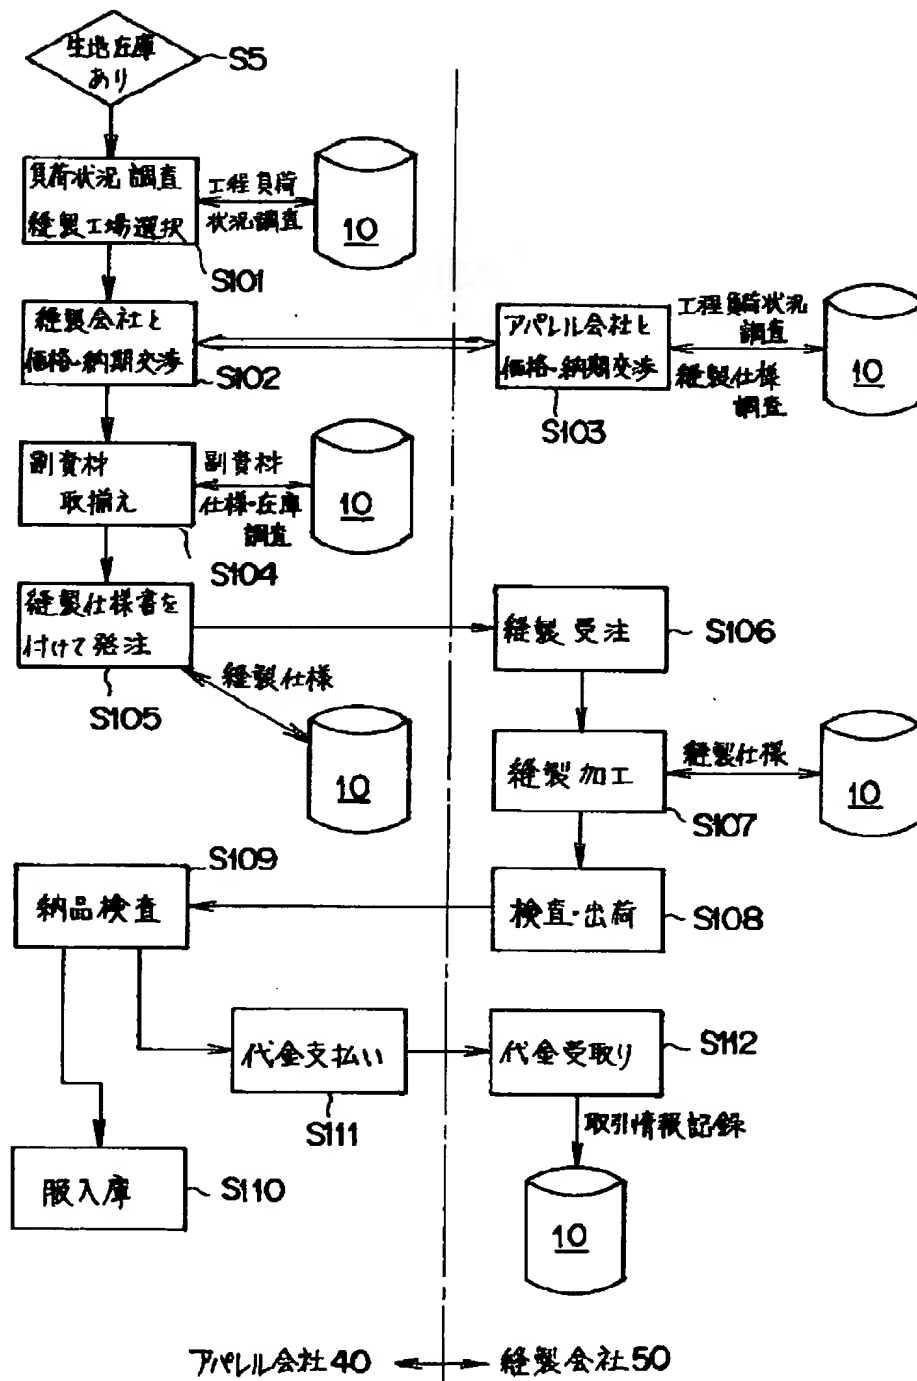 生地在庫
あり
S5
負荷状況調査
縫製工場選択
S101
工程負荷
状況調査
10
縫製会社と
価格・納期交渉
S102
アパレル会社と
価格・納期交渉
S103
工程負荷状況
調査
縫製仕様
調査
10
副資材
取揃え
S104
副資材
仕様・在庫
調査
10
縫製仕様書を
付けて発注
S105
縫製仕様
10
縫製受注
S106
縫製加工
S107
縫製仕様
10
検査・出荷
S108
納品検査
S109
代金支払い
S111
代金受取り
S112
取引情報記録
10
服入庫
S110
アパレル会社40
縫製会社50